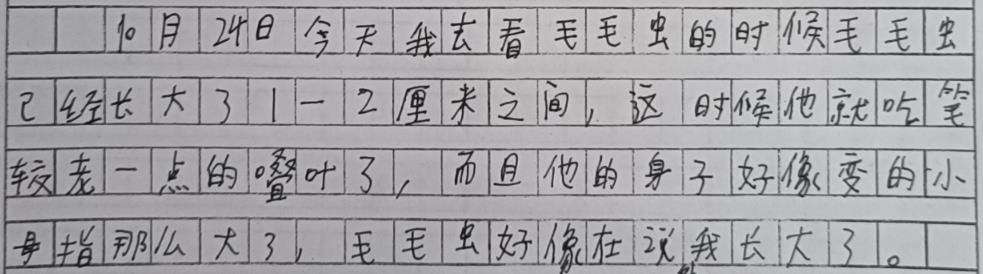 10月24日今天我去看毛毛虫的时候毛毛虫
已经长大了1一2厘米之间，这时候他就吃笔
较老一点的噾叶了，而且他的身子好像变的小
母指那么大了，毛毛虫好像在说我长大了。